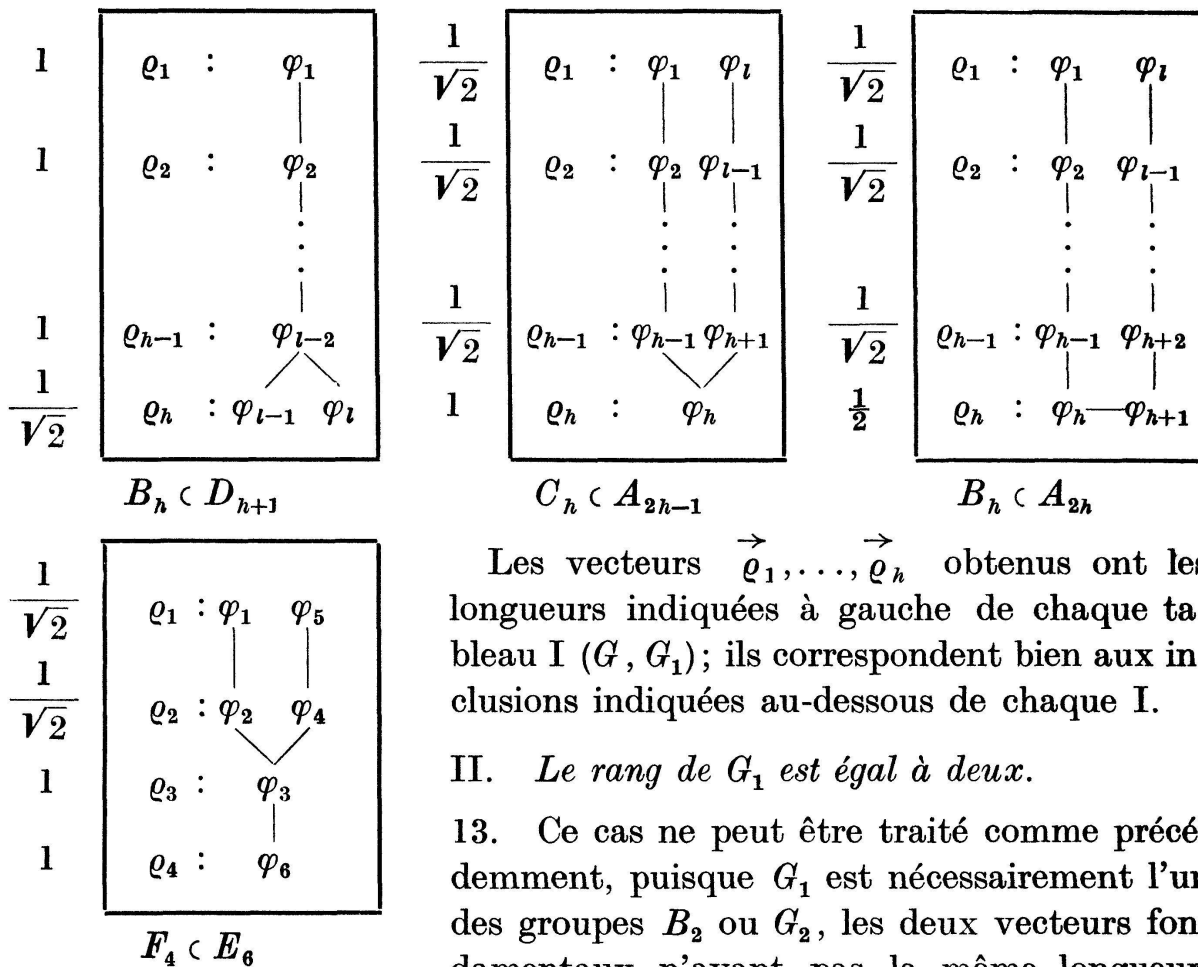 1 ϱ₁ : φ₁
1 ϱ₂ : φ₂
1 ϱₕ₋₁ : φₗ₋₂
1/√2 ϱₕ : φₗ₋₁ φₗ
Bₕ ⊂ Dₕ₊₁
1/√2 ϱ₁ : φ₁ φₗ
1/√2 ϱ₂ : φ₂ φₗ₋₁
1/√2 ϱₕ₋₁ : φₕ₋₁ φₕ₊₁
1 ϱₕ : φₕ
Cₕ ⊂ A₂ₕ₋₁
1/√2 ϱ₁ : φ₁ φₗ
1/√2 ϱ₂ : φ₂ φₗ₋₁
1/√2 ϱₕ₋₁ : φₕ₋₁ φₕ₊₂
½ ϱₕ : φₕ — φₕ₊₁
Bₕ ⊂ A₂ₕ
1/√2 ϱ₁ : φ₁ φ₅
1/√2 ϱ₂ : φ₂ φ₄
1 ϱ₃ : φ₃
1 ϱ₄ : φ₆
F₄ ⊂ E₆
Les vecteurs ϱ⃗₁,..., ϱ⃗ₕ obtenus ont les
longueurs indiquées à gauche de chaque ta
bleau I (G, G₁); ils correspondent bien aux in
clusions indiquées au-dessous de chaque I.
II. Le rang de G₁ est égal à deux.
13. Ce cas ne peut être traité comme précé
demment, puisque G₁ est nécessairement l'un
des groupes B₂ ou G₂, les deux vecteurs fon
damentaux n'ayant pas la même longueur